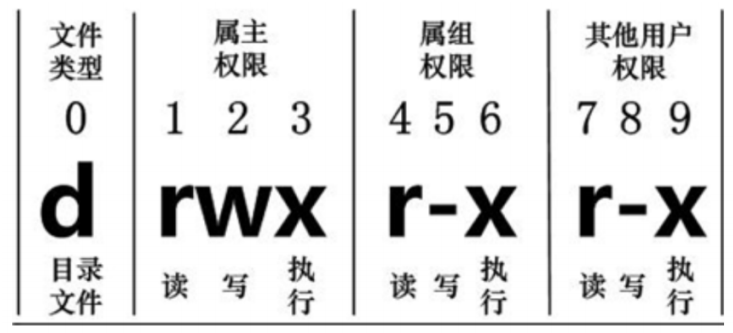 文件 属主 属组 其他用户
类型 权限 权限 权限
0 1 2 3 4 5 6 7 8 9
d rwx r-x r-x
目录 读 写 执 读 写 执 读 写 执
文件 行 行 行